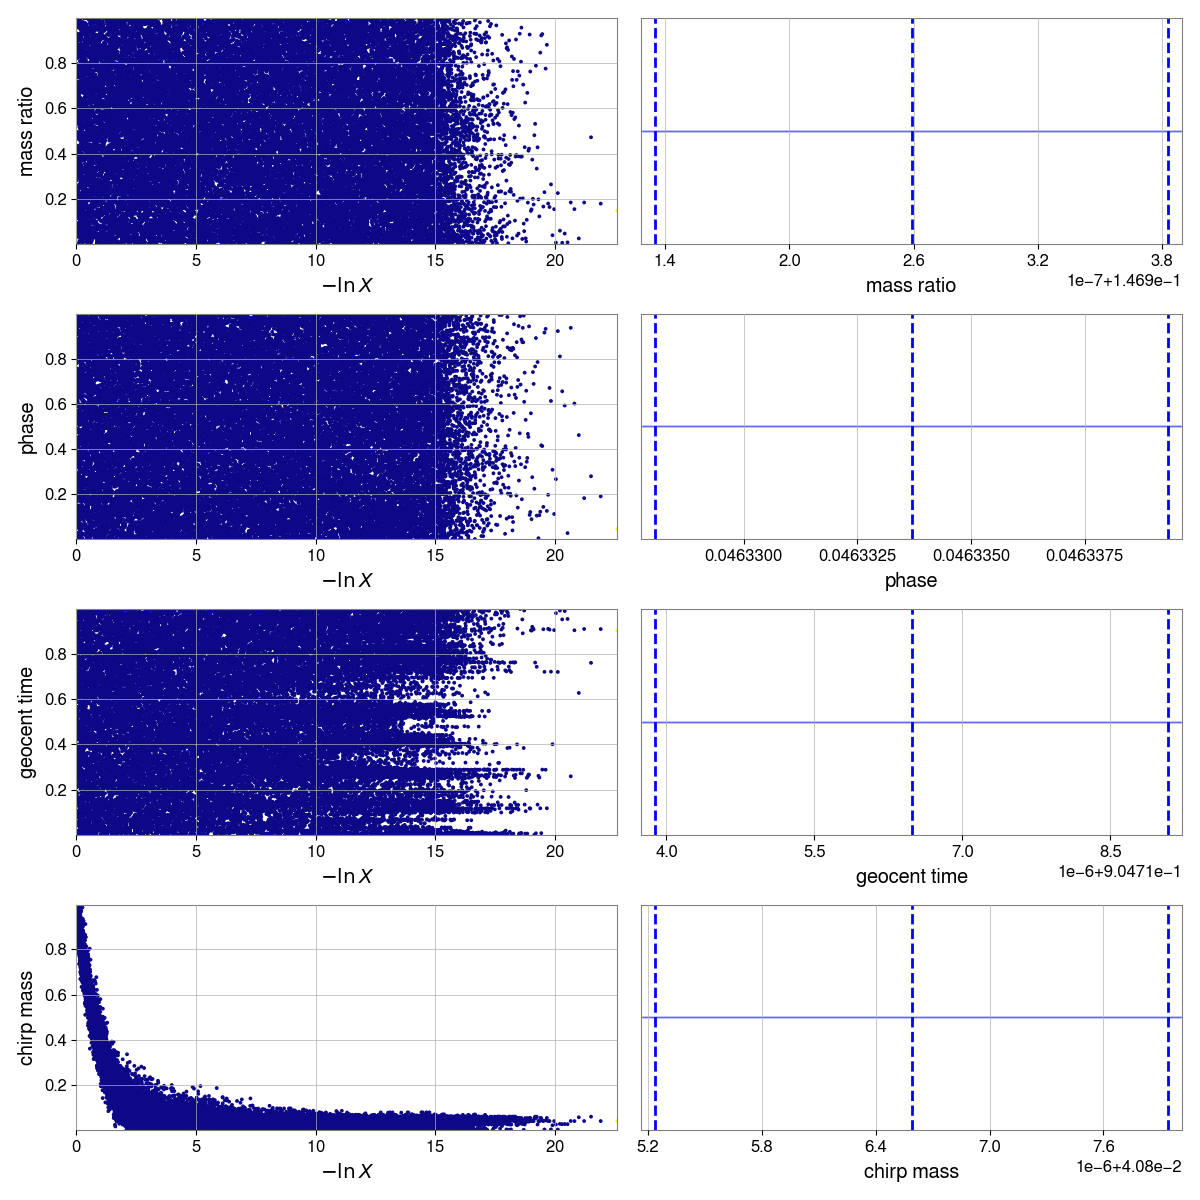 mass ratio
0.8
0.6
0.4
0.2
0 5 10 15 20
−ln X
1.4 2.0 2.6 3.2 3.8
1e−7+1.469e−1
mass ratio
phase
0.8
0.6
0.4
0.2
0 5 10 15 20
−ln X
0.0463300 0.0463325 0.0463350 0.0463375
phase
geocent time
0.8
0.6
0.4
0.2
0 5 10 15 20
−ln X
4.0 5.5 7.0 8.5
1e−6+9.0471e−1
geocent time
chirp mass
0.8
0.6
0.4
0.2
0 5 10 15 20
−ln X
5.2 5.8 6.4 7.0 7.6
1e−6+4.08e−2
chirp mass